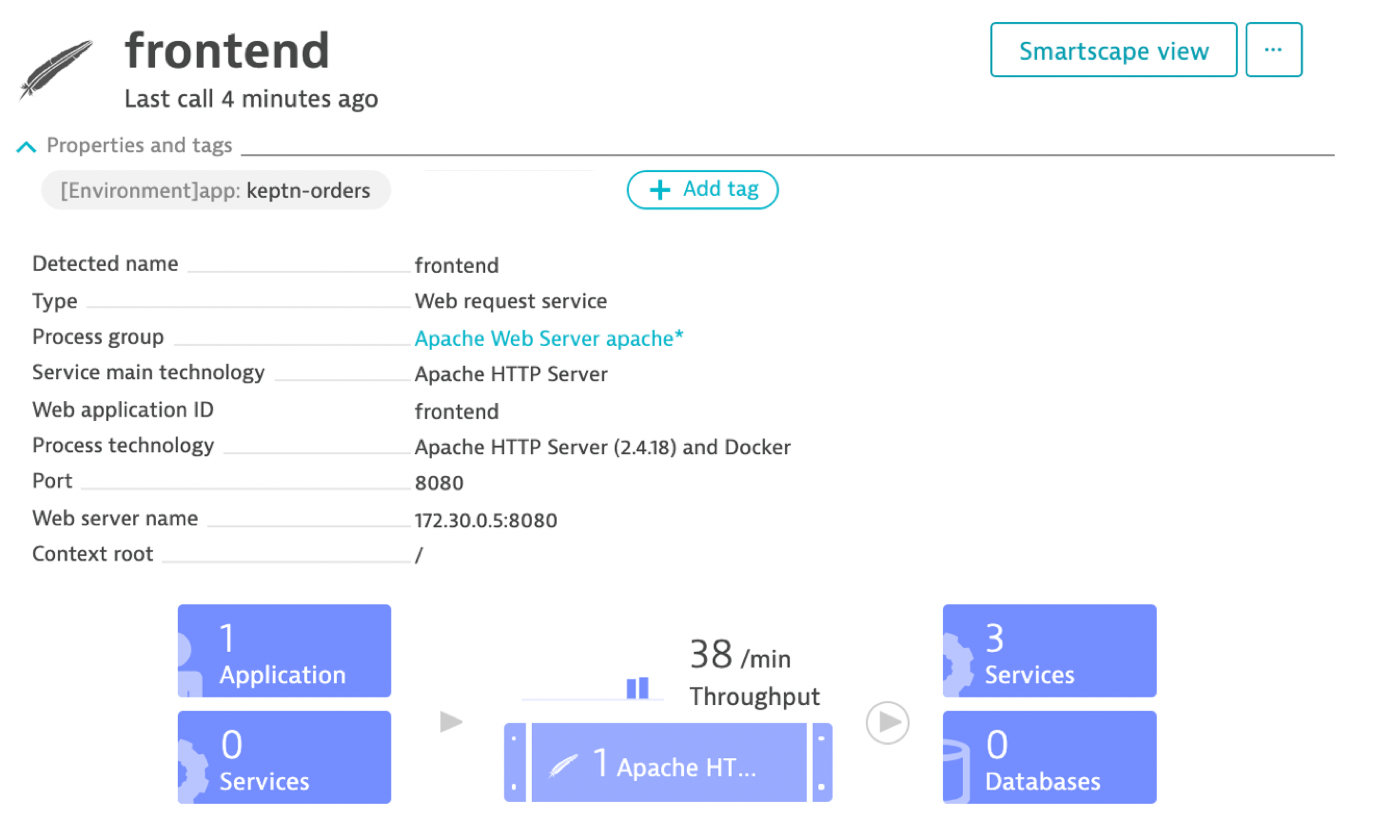 frontend
Last call 4 minutes ago
Smartscape view
...
Properties and tags
[Environment]app: keptn-orders
Add tag
Detected name frontend
Type Web request service
Process group Apache Web Server apache*
Service main technology Apache HTTP Server
Web application ID frontend
Process technology Apache HTTP Server (2.4.18) and Docker
Port 8080
Web server name 172.30.0.5:8080
Context root /
1
Application
0
Services
38 /min
Throughput
1 Apache HT...
3
Services
0
Databases